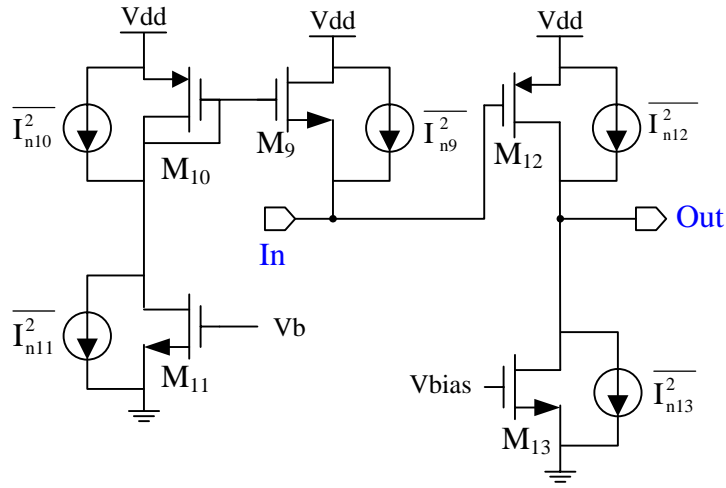 Vdd
Vdd
Vdd
I²n10
M10
M9
I²n9
M12
I²n12
In
Out
I²n11
M11
Vb
Vbias
M13
I²n13